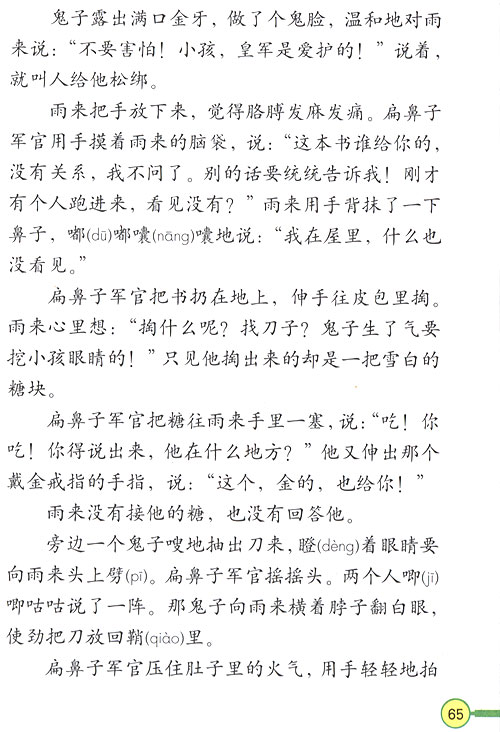 鬼子露出满口金牙，做了个鬼脸，温和地对雨
来说：“不要害怕！小孩，皇军是爱护的！”说着，
就叫人给他松绑。
雨来把手放下来，觉得胳膊发麻发痛。扁鼻子
军官用手摸着雨来的脑袋，说：“这本书谁给你的，
没有关系，我不问了。别的话要统统告诉我！刚才
有个人跑进来，看见没有？”雨来用手背抹了一下
鼻子，嘟(dū)嘟囔(nāng)囔地说：“我在屋里，什么也
没看见。”
扁鼻子军官把书扔在地上，伸手往皮包里掏。
雨来心里想：“掏什么呢？找刀子？鬼子生了气要
挖小孩眼睛的！”只见他掏出来的却是一把雪白的
糖块。
扁鼻子军官把糖往雨来手里一塞，说：“吃！你
吃！你得说出来，他在什么地方？”他又伸出那个
戴金戒指的手指，说：“这个，金的，也给你！”
雨来没有接他的糖，也没有回答他。
旁边一个鬼子嗖地抽出刀来，瞪(dèng)着眼睛要
向雨来头上劈(pī)。扁鼻子军官摇摇头。两个人唧(jī)
唧咕咕说了一阵。那鬼子向雨来横着脖子翻白眼，
使劲把刀放回鞘(qiào)里。
扁鼻子军官压住肚子里的火气，用手轻轻地拍
65